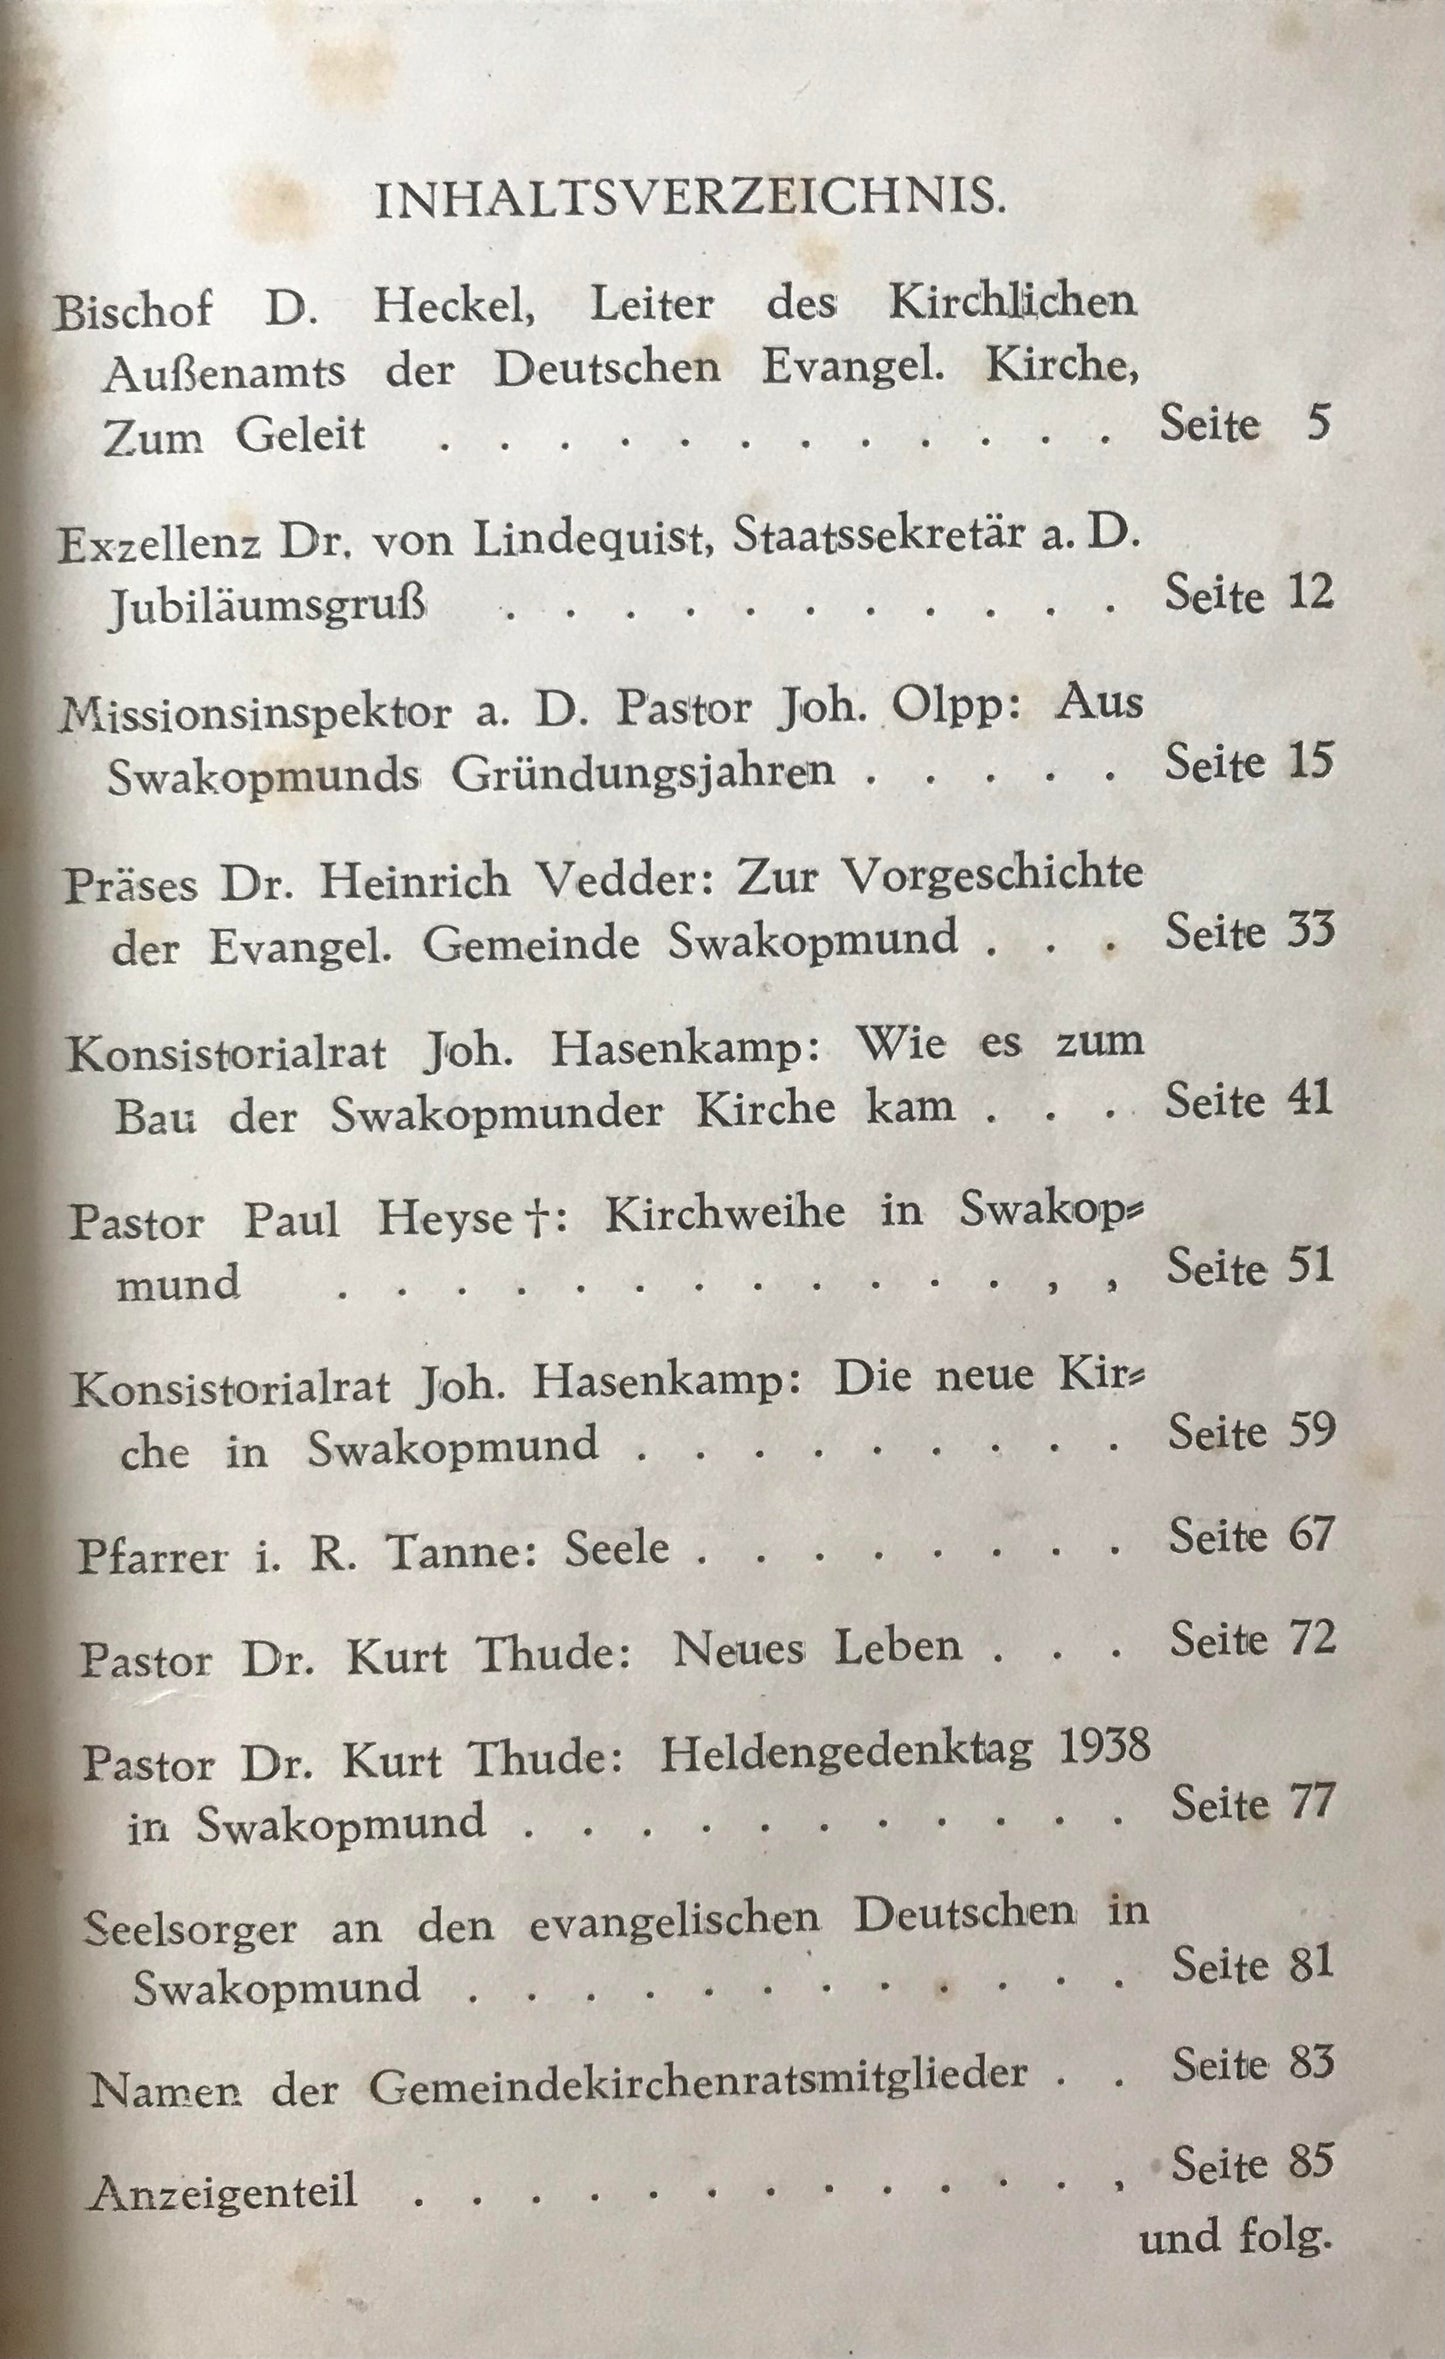 INHALTSVERZEICHNIS.
Bischof D. Heckel, Leiter des Kirchlichen
Außenamts der Deutschen Evangel. Kirche,
Zum Geleit . . . . . . . . . . . . Seite 5
Exzellenz Dr. von Lindequist, Staatssekretär a. D.
Jubiläumsgruß . . . . . . . . . . . Seite 12
Missionsinspektor a. D. Pastor Joh. Olpp: Aus
Swakopmunds Gründungsjahren . . . . . Seite 15
Präses Dr. Heinrich Vedder: Zur Vorgeschichte
der Evangel. Gemeinde Swakopmund . . . Seite 33
Konsistorialrat Joh. Hasenkamp: Wie es zum
Bau der Swakopmunder Kirche kam . . . Seite 41
Pastor Paul Heyse †: Kirchweihe in Swakop⸗
mund . . . . . . . . . . . . , , Seite 51
Konsistorialrat Joh. Hasenkamp: Die neue Kir⸗
che in Swakopmund . . . . . . . . . Seite 59
Pfarrer i. R. Tanne: Seele . . . . . . . . Seite 67
Pastor Dr. Kurt Thude: Neues Leben . . . Seite 72
Pastor Dr. Kurt Thude: Heldengedenktag 1938
in Swakopmund . . . . . . . . . . . Seite 77
Seelsorger an den evangelischen Deutschen in
Swakopmund . . . . . . . . . . . . Seite 81
Namen der Gemeindekirchenratsmitglieder . . Seite 83
Anzeigenteil . . . . . . . . . . . . , Seite 85
und folg.